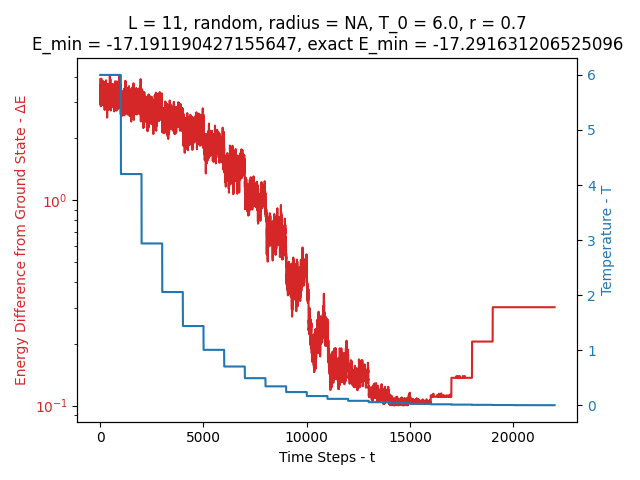 L = 11, random, radius = NA, T_0 = 6.0, r = 0.7
E_min = -17.191190427155647, exact E_min = -17.291631206525096
Energy Difference from Ground State - ΔE
10⁰
10⁻¹
6
5
4
3
2
1
0
Temperature - T
0
5000
10000
15000
20000
Time Steps - t